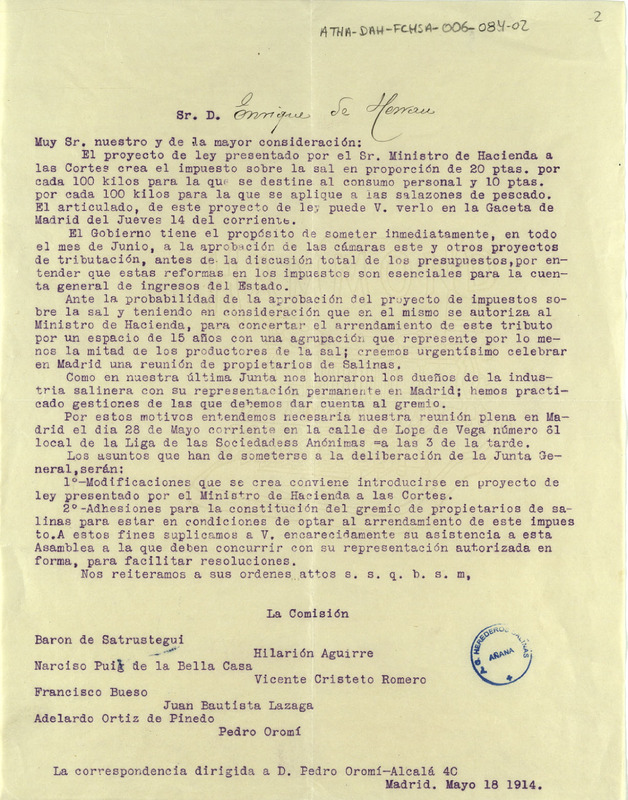 2
ATHA-DAH-FCHSA-006-084-02
Sr. D. Enrique de Herran
Muy Sr. nuestro y de la mayor consideración:
El proyecto de ley presentado por el Sr. Ministro de Hacienda a
las Cortes crea el impuesto sobre la sal en proporción de 20 ptas. por
cada 100 kilos para la que se destine al consumo personal y 10 ptas.
por cada 100 kilos para la que se aplique a las salazones de pescado.
El articulado, de este proyecto de ley puede V. verlo en la Gaceta de
Madrid del Jueves 14 del corriente.
El Gobierno tiene el propósito de someter inmediatamente, en todo
el mes de Junio, a la aprobación de las cámaras este y otros proyectos
de tributación, antes de la discusión total de los presupuestos,por en-
tender que estas reformas en los impuestos son esenciales para la cuen-
ta general de ingresos del Estado.
Ante la probabilidad de la aprobación del proyecto de impuestos so-
bre la sal y teniendo en consideración que en el mismo se autoriza al
Ministro de Hacienda, para concertar el arrendamiento de este tributo
por un espacio de 15 años con una agrupación que represente por lo me-
nos la mitad de los productores de la sal; creemos urgentísimo celebrar
en Madrid una reunión de propietarios de Salinas.
Como en nuestra última Junta nos honraron los dueños de la indus-
tria salinera con su representación permanente en Madrid; hemos practi-
cado gestiones de las que debemos dar cuenta al gremio.
Por estos motivos entendemos necesaria nuestra reunión plena en Ma-
drid el dia 28 de Mayo corriente en la calle de Lope de Vega número 61
local de la Liga de las Sociedadess Anónimas =a las 3 de la tarde.
Los asuntos que han de someterse a la deliberación de la Junta Ge-
neral,serán:
1º-Modificaciones que se crea conviene introducirse en proyecto de
ley presentado por el Ministro de Hacienda a las Cortes.
2º-Adhesiones para la constitución del gremio de propietarios de sa-
linas para estar en condiciones de optar al arrendamiento de este impues
to.A estos fines suplicamos a V. encarecidamente su asistencia a esta
Asamblea a la que deben concurrir con su representación autorizada en
forma, para facilitar resoluciones.
Nos reiteramos a sus ordenes attos s. s. q. b. s. m,
La Comisión
Baron de Satrustegui
Hilarión Aguirre
Narciso Puig de la Bella Casa
Vicente Cristeto Romero
Francisco Bueso
Juan Bautista Lazaga
Adelardo Ortiz de Pinedo
Pedro Oromí
HEREDEROS SALINAS
AÑANA
La correspondencia dirigida a D. Pedro Oromí-Alcalá 40
Madrid. Mayo 18 1914.